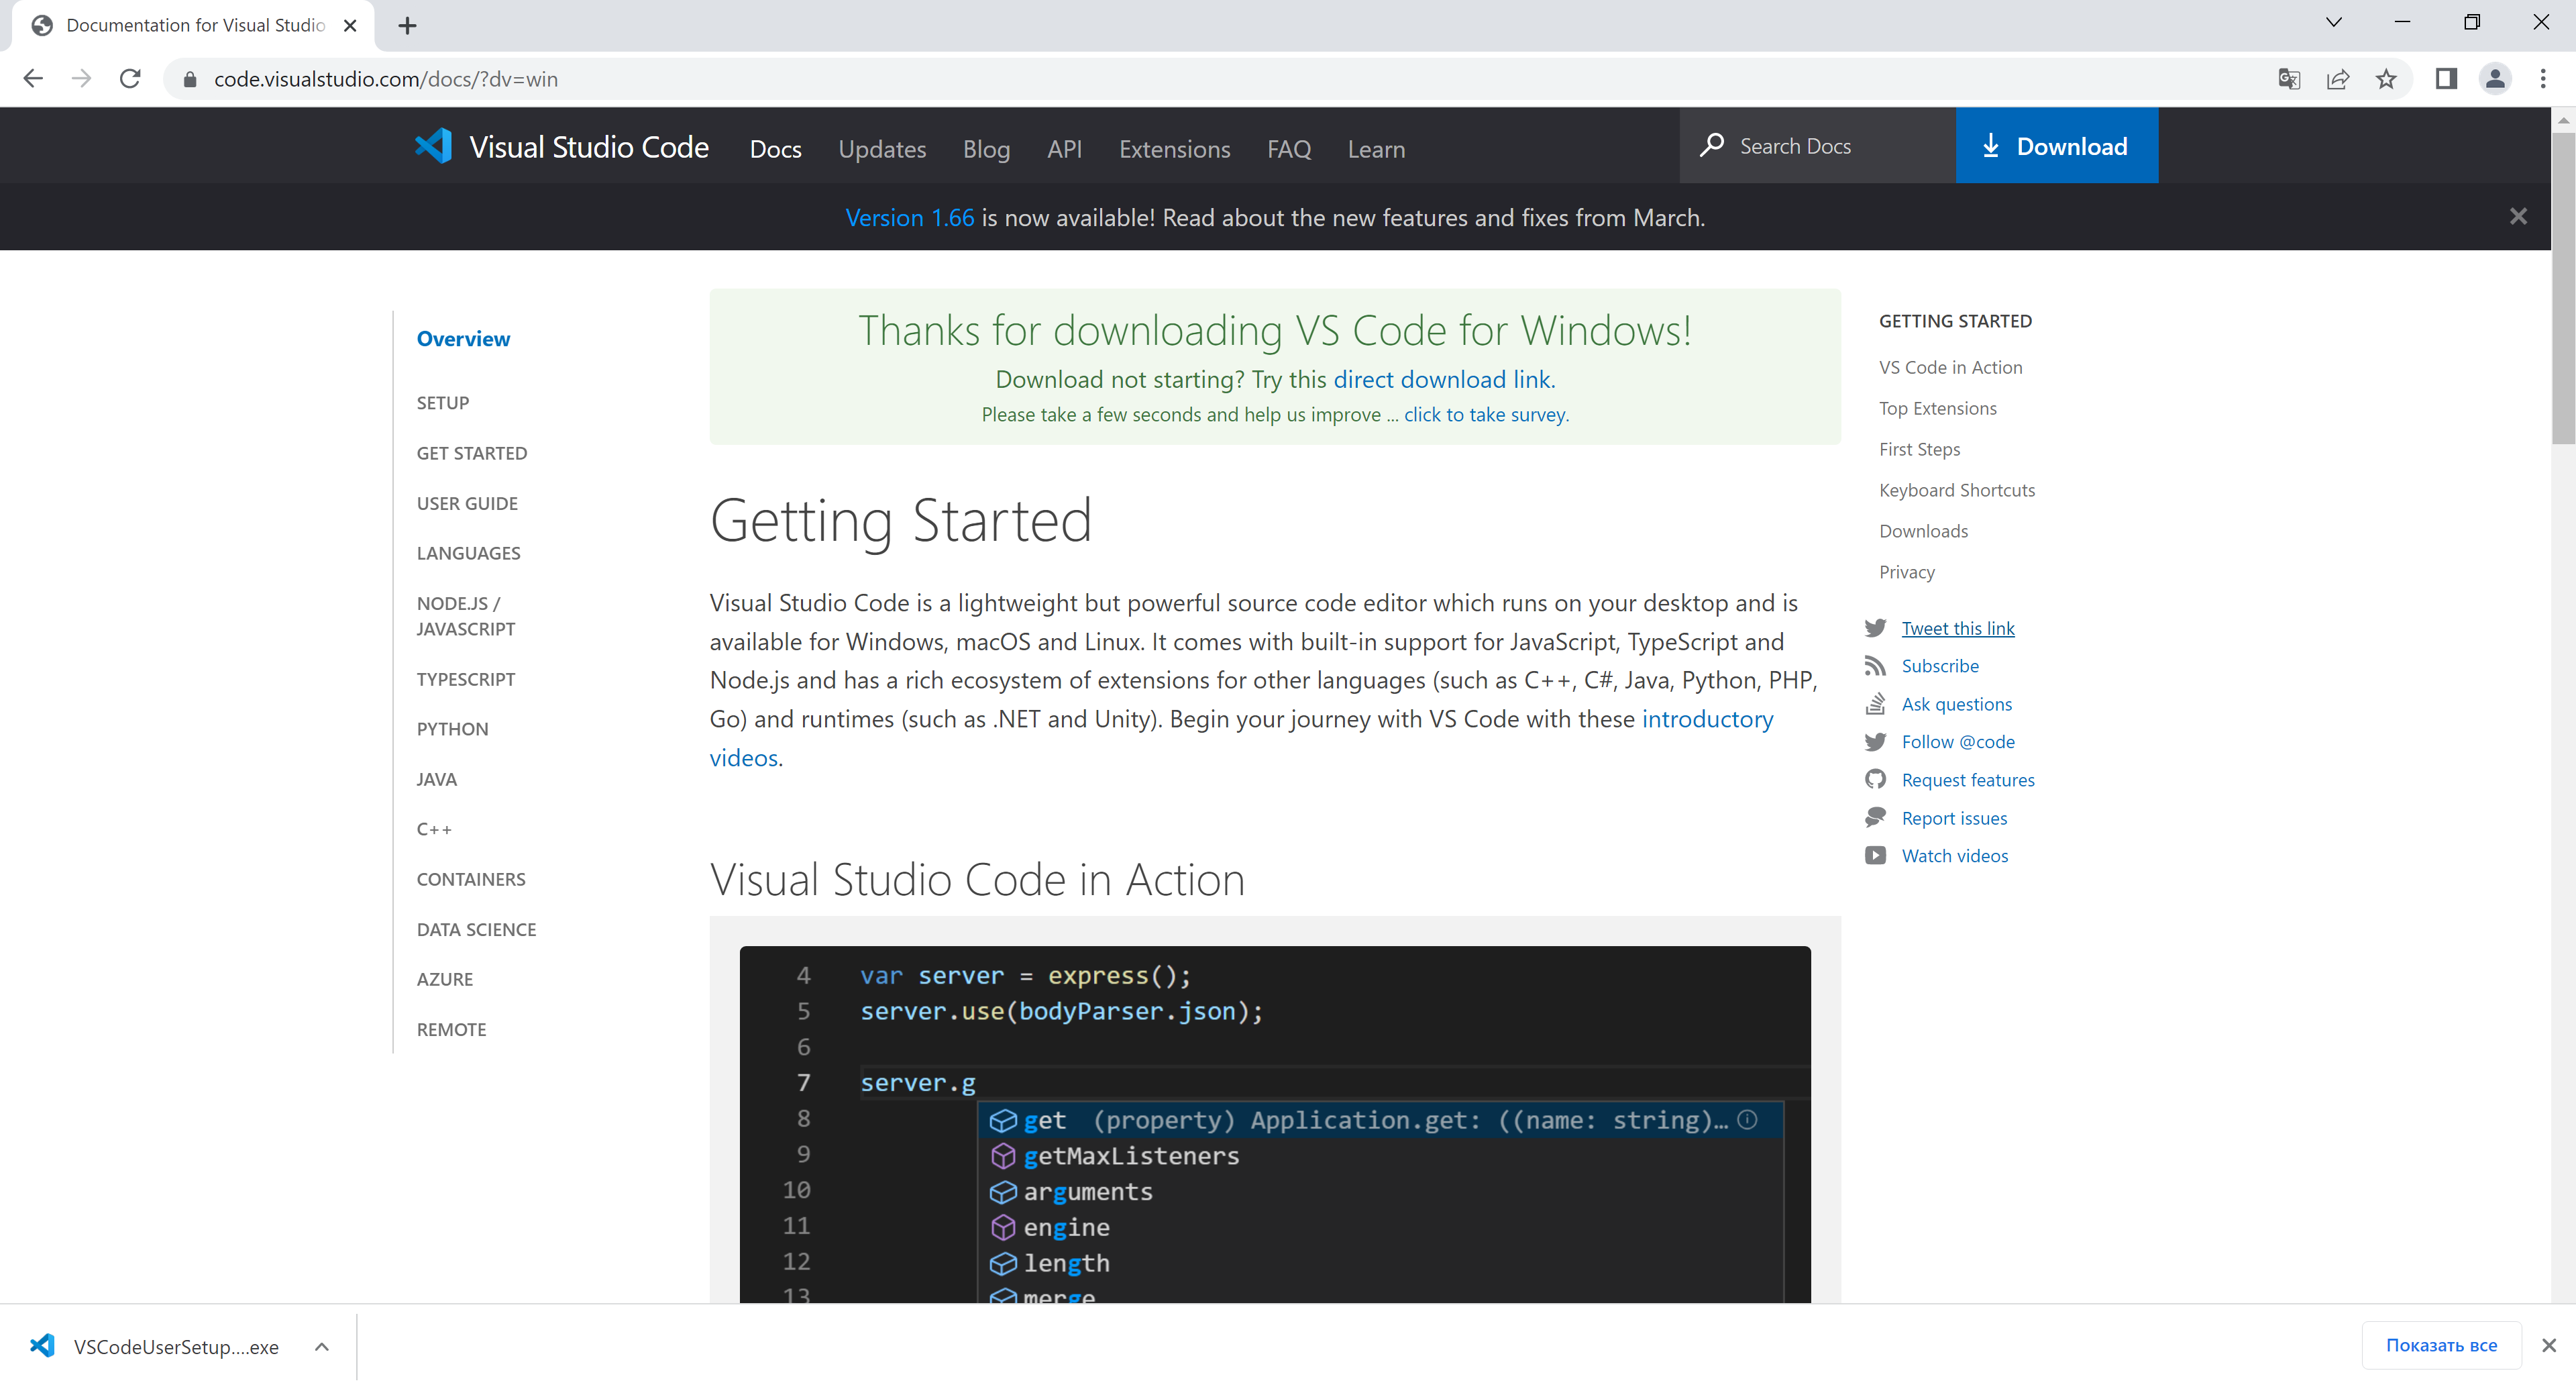 Documentation for Visual Studio
code.visualstudio.com/docs/?dv=win
Visual Studio Code Docs Updates Blog API Extensions FAQ Learn Search Docs Download
Version 1.66 is now available! Read about the new features and fixes from March.
Overview
SETUP
GET STARTED
USER GUIDE
LANGUAGES
NODE.JS /
JAVASCRIPT
TYPESCRIPT
PYTHON
JAVA
C++
CONTAINERS
DATA SCIENCE
AZURE
REMOTE
Thanks for downloading VS Code for Windows!
Download not starting? Try this direct download link.
Please take a few seconds and help us improve ... click to take survey.
Getting Started
Visual Studio Code is a lightweight but powerful source code editor which runs on your desktop and is
available for Windows, macOS and Linux. It comes with built-in support for JavaScript, TypeScript and
Node.js and has a rich ecosystem of extensions for other languages (such as C++, C#, Java, Python, PHP,
Go) and runtimes (such as .NET and Unity). Begin your journey with VS Code with these introductory
videos.
Visual Studio Code in Action
4 var server = express();
5 server.use(bodyParser.json);
6
7 server.g
8 get (property) Application.get: ((name: string)...
9 getMaxListeners
10 arguments
11 engine
12 length
13 merge
GETTING STARTED
VS Code in Action
Top Extensions
First Steps
Keyboard Shortcuts
Downloads
Privacy
Tweet this link
Subscribe
Ask questions
Follow @code
Request features
Report issues
Watch videos
VSCodeUserSetup....exe
Показать все